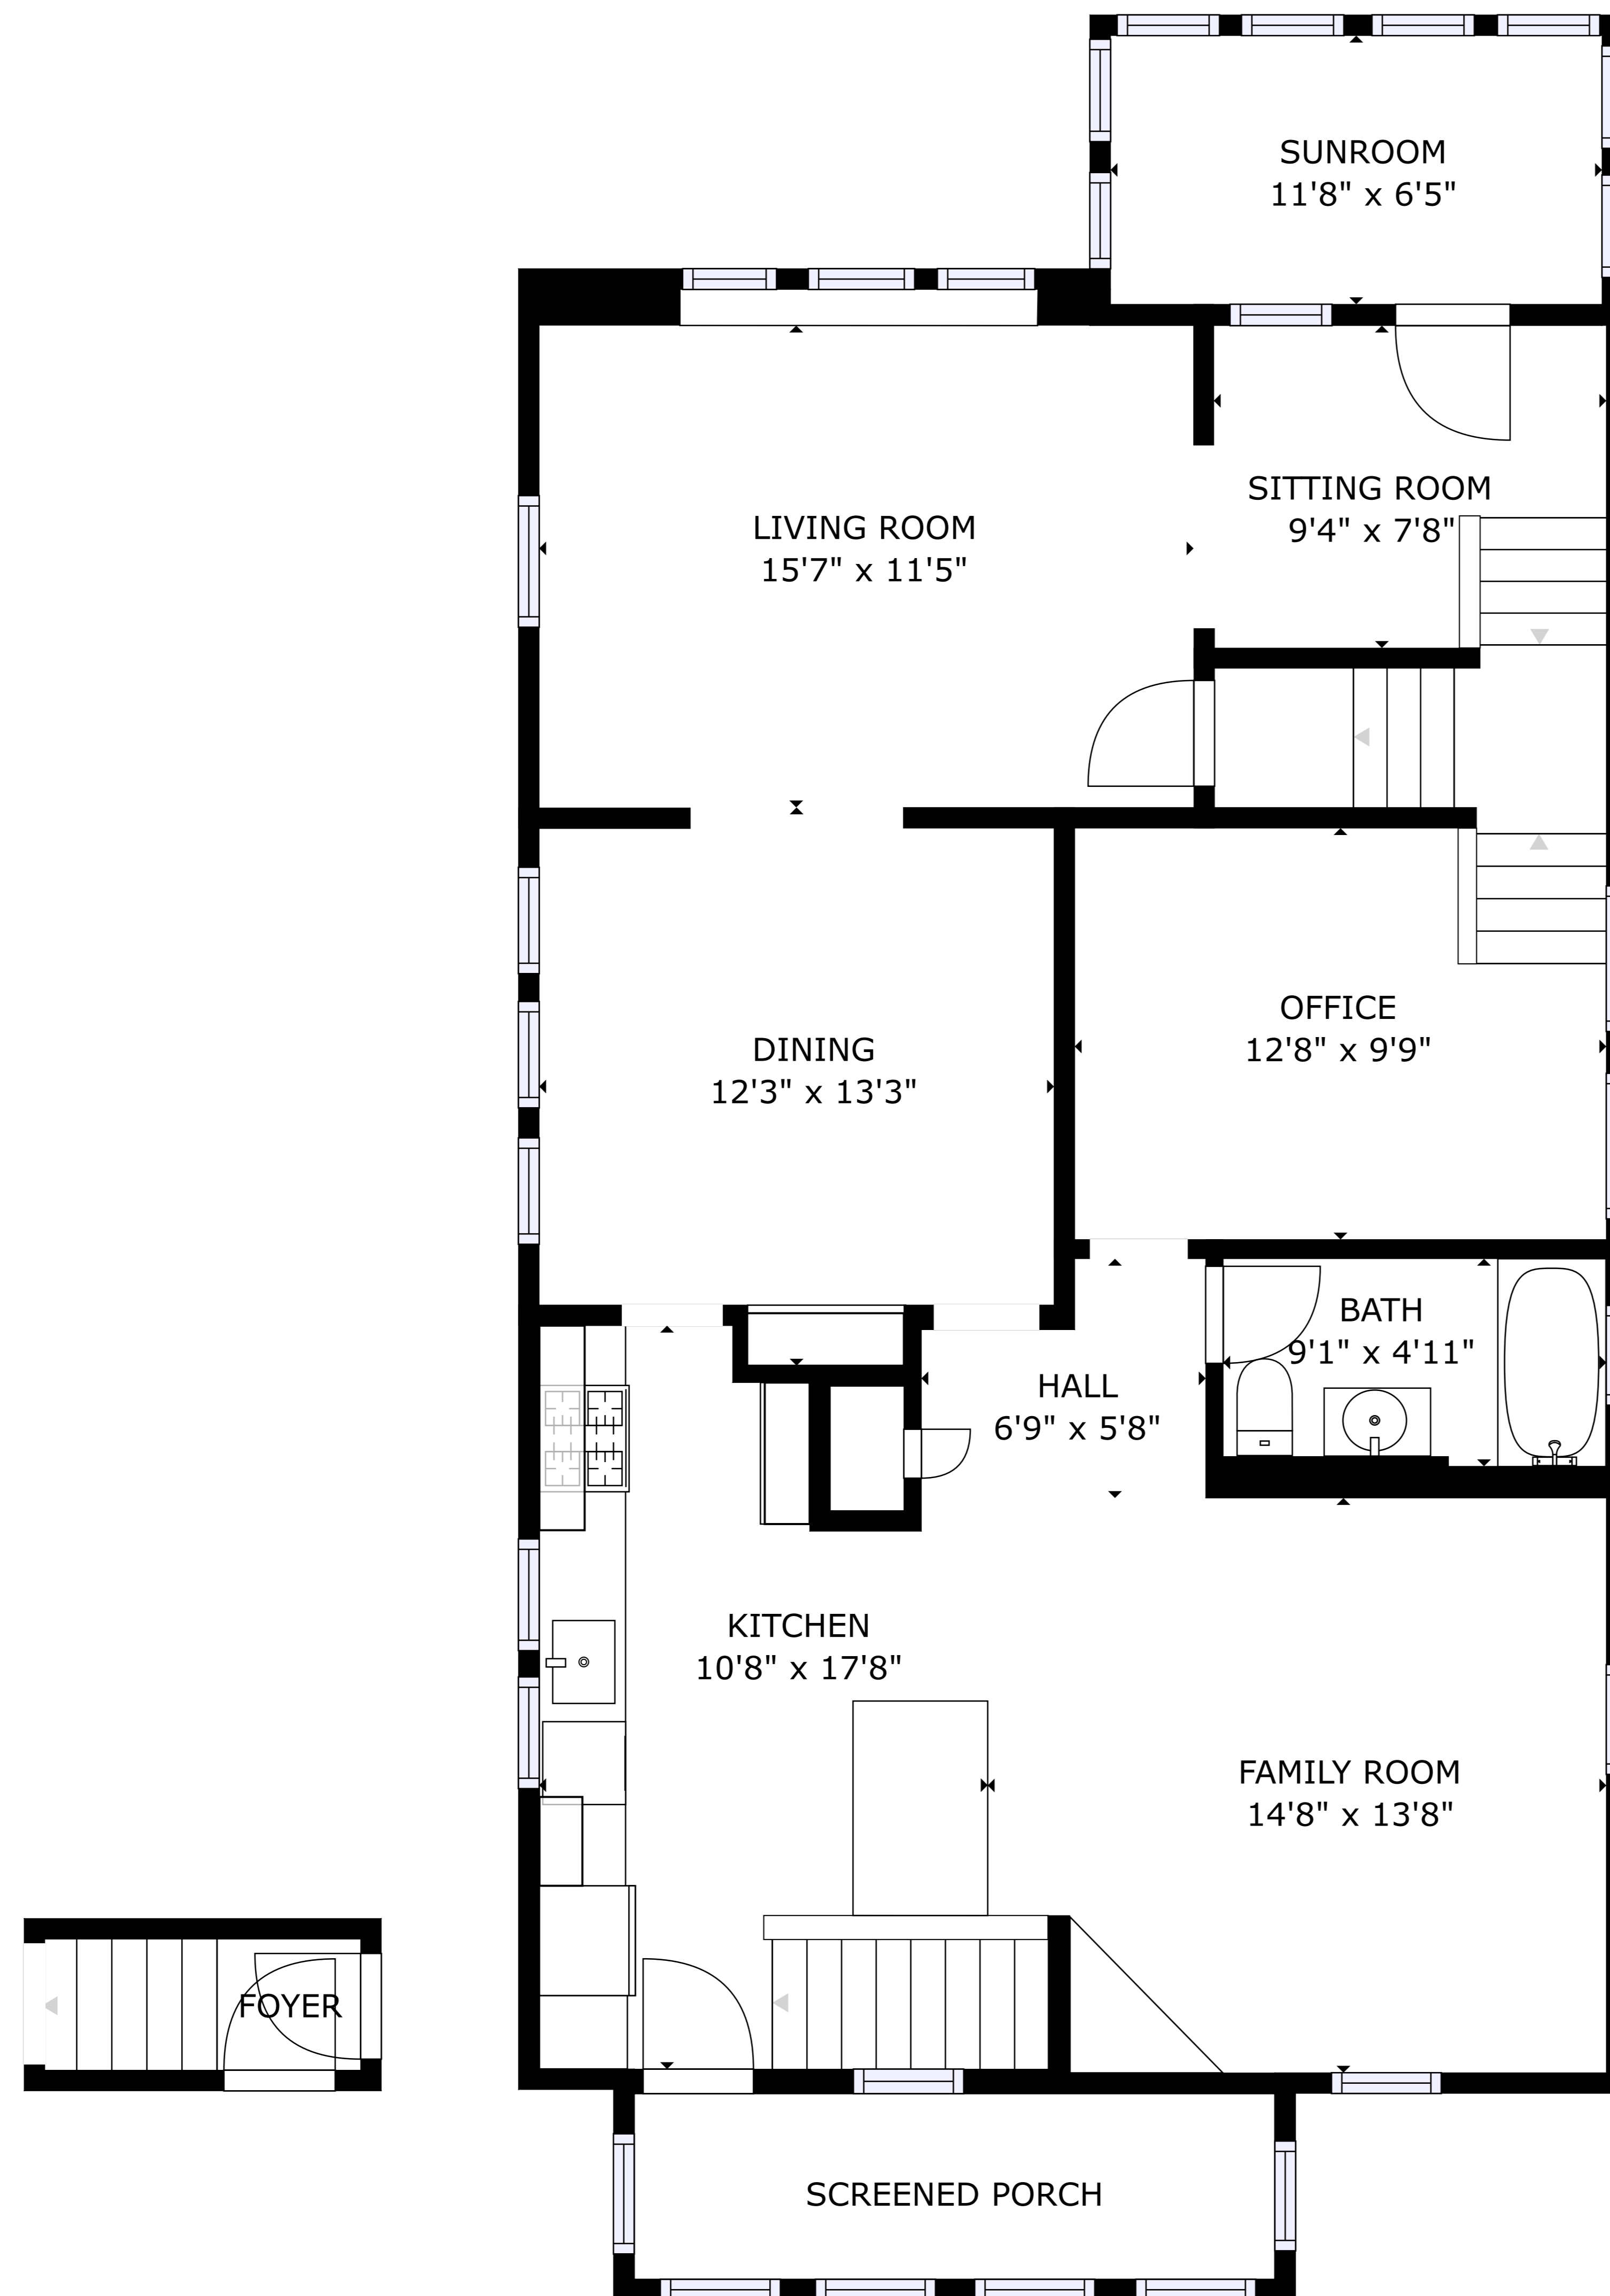 SUNROOM
11'8" x 6'5"
SITTING ROOM
9'4" x 7'8"
LIVING ROOM
15'7" x 11'5"
OFFICE
12'8" x 9'9"
DINING
12'3" x 13'3"
BATH
9'1" x 4'11"
HALL
6'9" x 5'8"
KITCHEN
10'8" x 17'8"
FAMILY ROOM
14'8" x 13'8"
FOYER
SCREENED PORCH